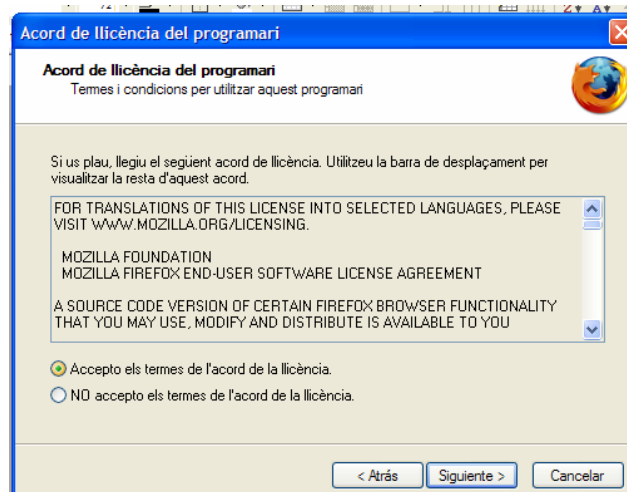 Acord de llicència del programari
Acord de llicència del programari
Termes i condicions per utilitzar aquest programari
Si us plau, llegiu el següent acord de llicència. Utilitzeu la barra de desplaçament per
visualitzar la resta d'aquest acord.
FOR TRANSLATIONS OF THIS LICENSE INTO SELECTED LANGUAGES, PLEASE
VISIT WWW.MOZILLA.ORG/LICENSING.
MOZILLA FOUNDATION
MOZILLA FIREFOX END-USER SOFTWARE LICENSE AGREEMENT
A SOURCE CODE VERSION OF CERTAIN FIREFOX BROWSER FUNCTIONALITY
THAT YOU MAY USE, MODIFY AND DISTRIBUTE IS AVAILABLE TO YOU
Accepto els termes de l'acord de la llicència.
NO accepto els termes de l'acord de la llicència.
< Atrás Siguiente > Cancelar